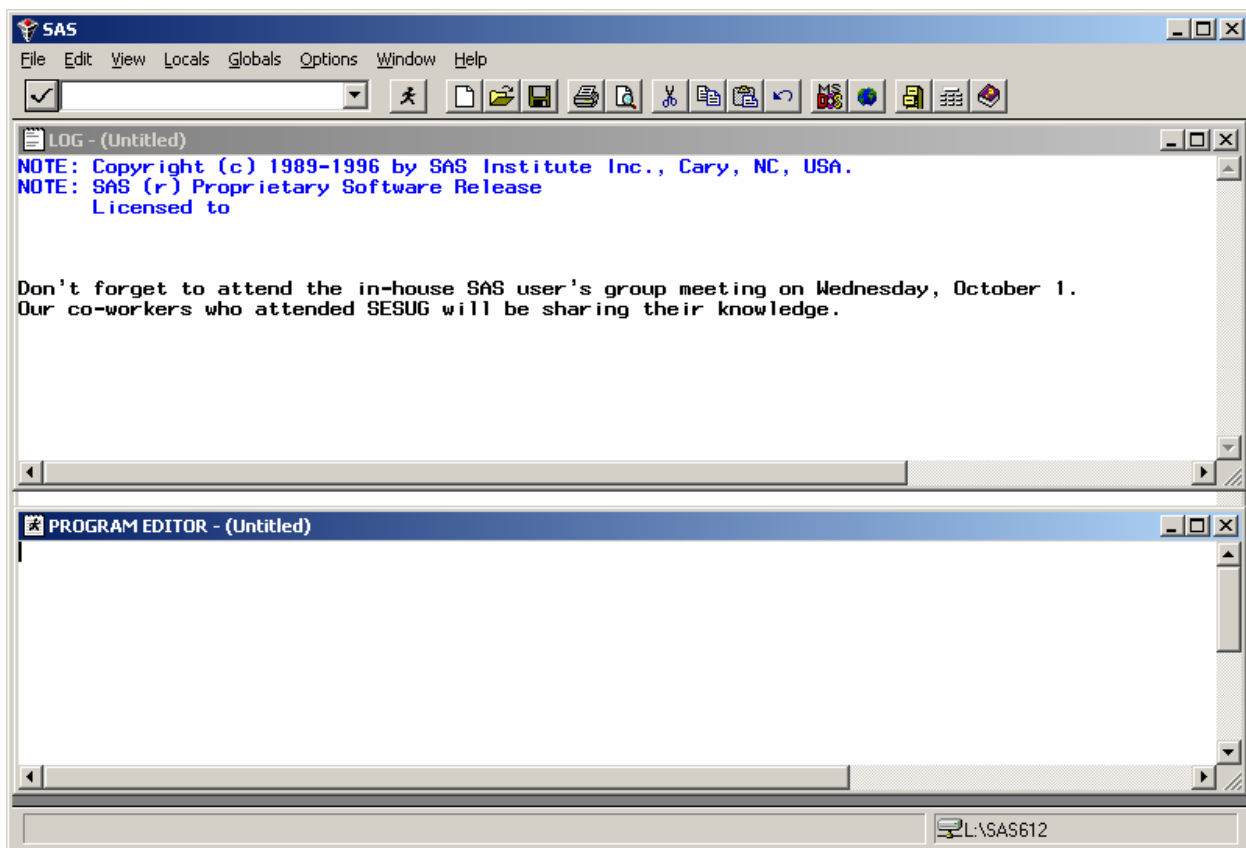 SAS
File Edit View Locals Globals Options Window Help
MS DOS
LOG - (Untitled)
NOTE: Copyright (c) 1989-1996 by SAS Institute Inc., Cary, NC, USA.
NOTE: SAS (r) Proprietary Software Release
Licensed to
Don't forget to attend the in-house SAS user's group meeting on Wednesday, October 1.
Our co-workers who attended SESUG will be sharing their knowledge.
PROGRAM EDITOR - (Untitled)
L:\SAS612